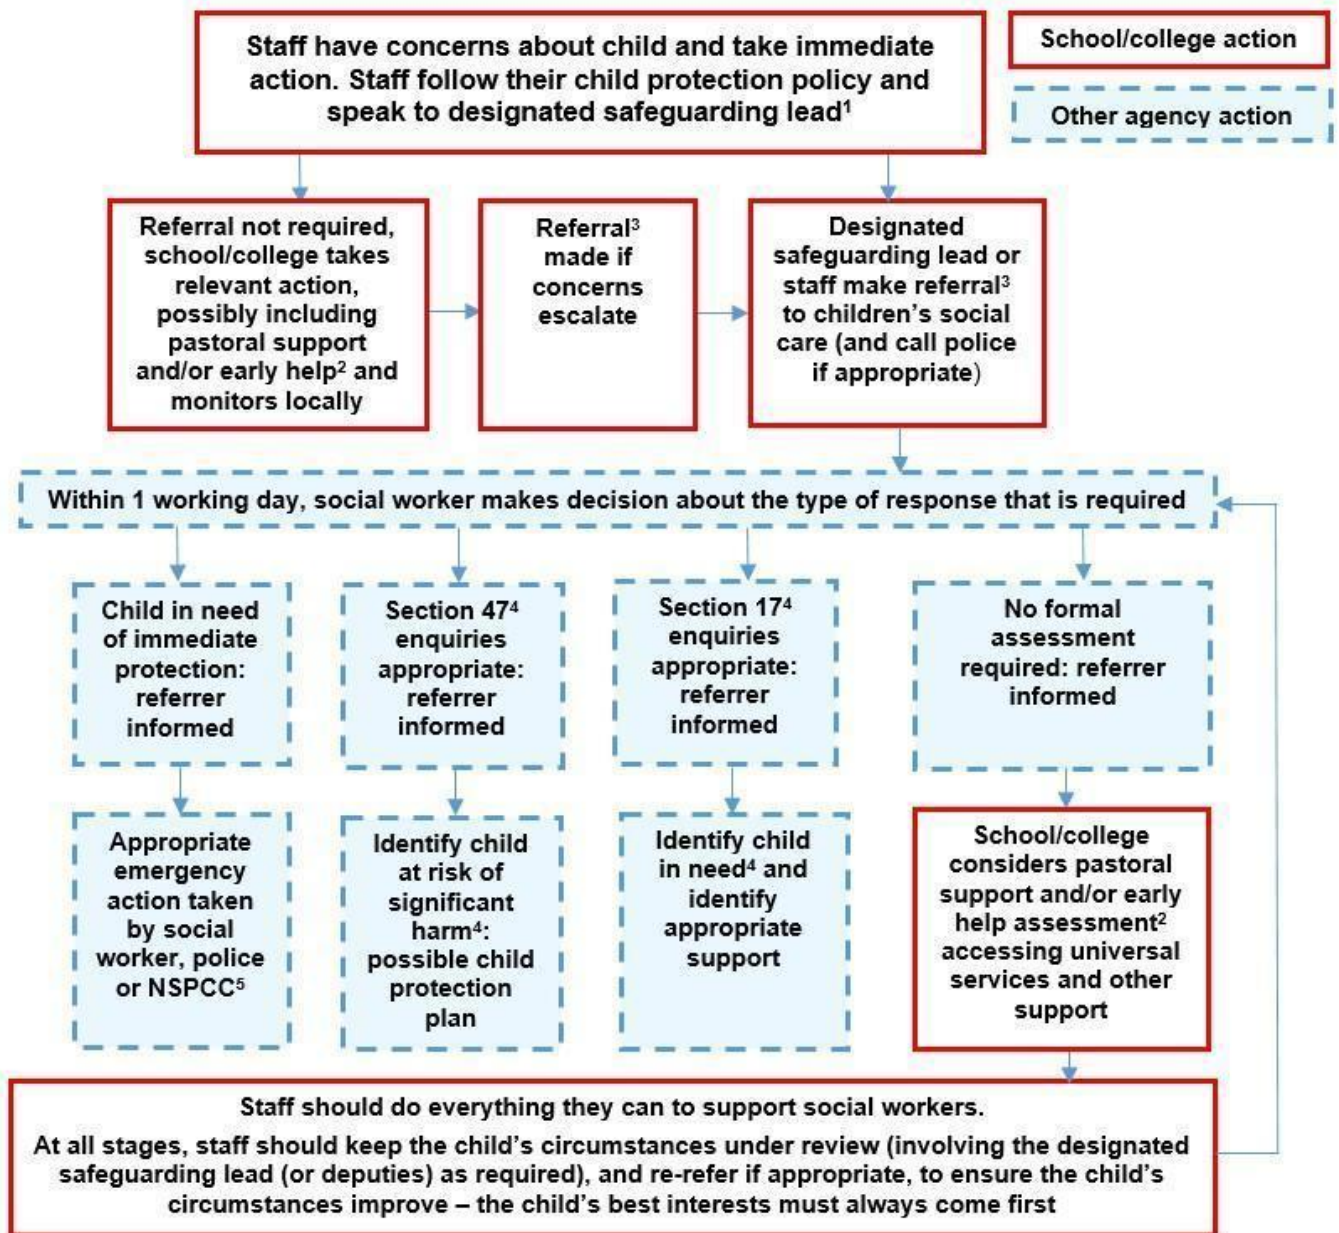 Staff have concerns about child and take immediate
action. Staff follow their child protection policy and
speak to designated safeguarding lead¹
School/college action
Other agency action
Referral not required,
school/college takes
relevant action,
possibly including
pastoral support
and/or early help² and
monitors locally
Referral³
made if
concerns
escalate
Designated
safeguarding lead or
staff make referral³
to children’s social
care (and call police
if appropriate)
Within 1 working day, social worker makes decision about the type of response that is required
Child in need
of immediate
protection:
referrer
informed
Section 47⁴
enquiries
appropriate:
referrer
informed
Section 17⁴
enquiries
appropriate:
referrer
informed
No formal
assessment
required: referrer
informed
Appropriate
emergency
action taken
by social
worker, police
or NSPCC⁵
Identify child
at risk of
significant
harm⁴:
possible child
protection
plan
Identify child
in need⁴ and
identify
appropriate
support
School/college
considers pastoral
support and/or early
help assessment²
accessing universal
services and other
support
Staff should do everything they can to support social workers.
At all stages, staff should keep the child’s circumstances under review (involving the designated
safeguarding lead (or deputies) as required), and re-refer if appropriate, to ensure the child’s
circumstances improve – the child’s best interests must always come first